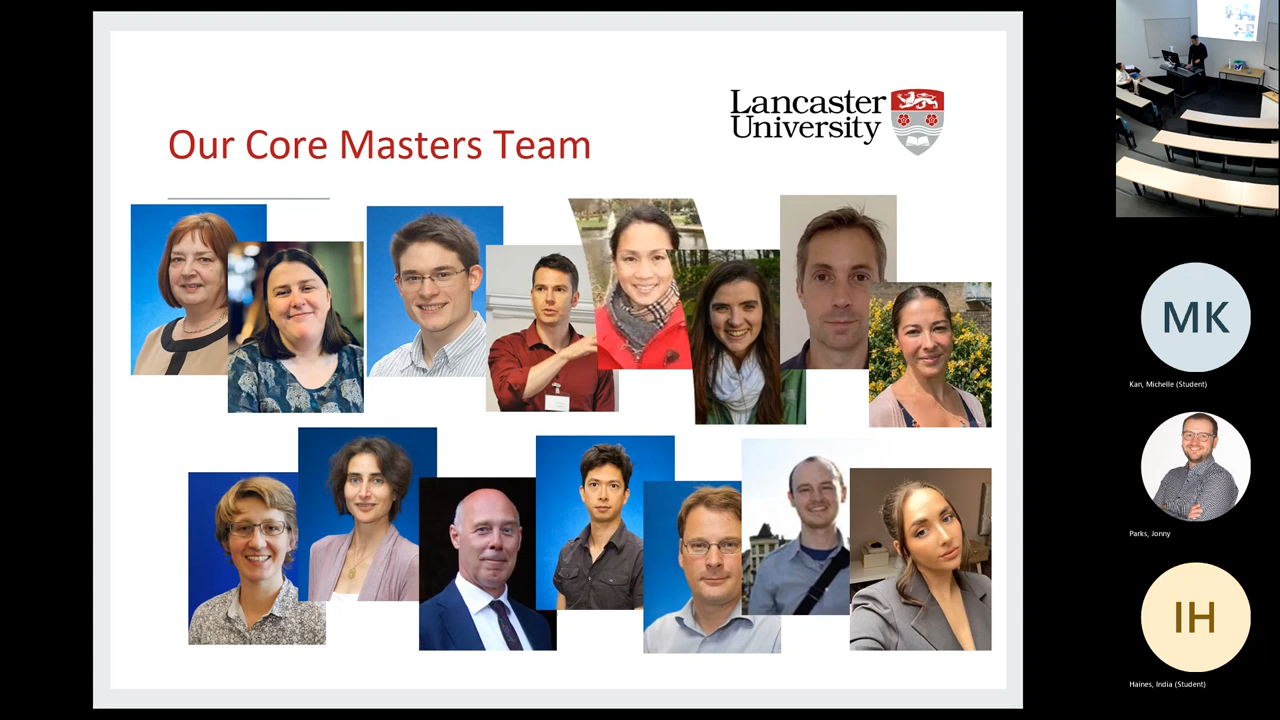 Our Core Masters Team
Lancaster
University
MK
Kan, Michelle (Student)
Parks, Jonny
IH
Haines, India (Student)